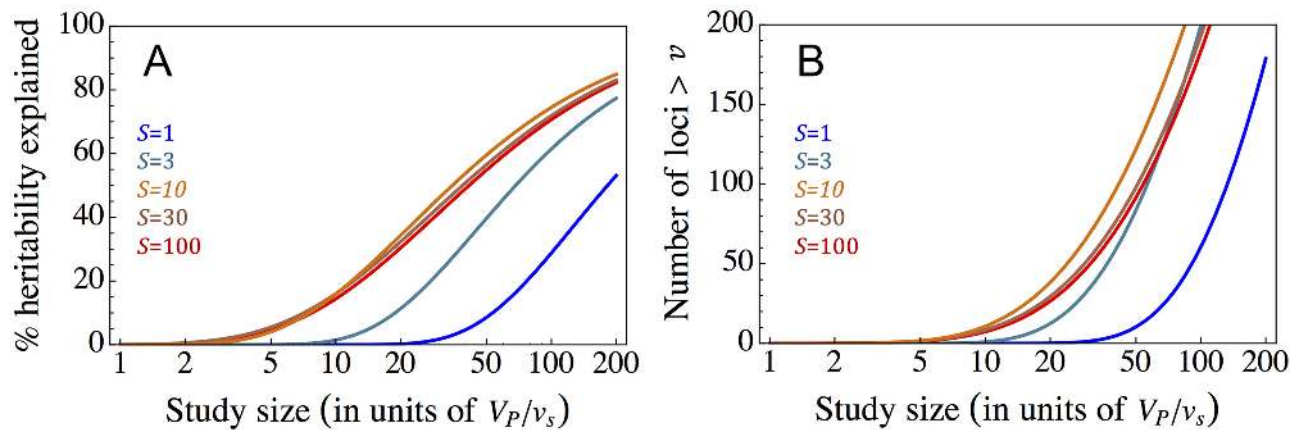 A
% heritability explained
100
80
60
40
20
0
S=1
S=3
S=10
S=30
S=100
1 2 5 10 20 50 100 200
Study size (in units of V_P/v_s)
B
Number of loci > v
200
150
100
50
0
S=1
S=3
S=10
S=30
S=100
1 2 5 10 20 50 100 200
Study size (in units of V_P/v_s)